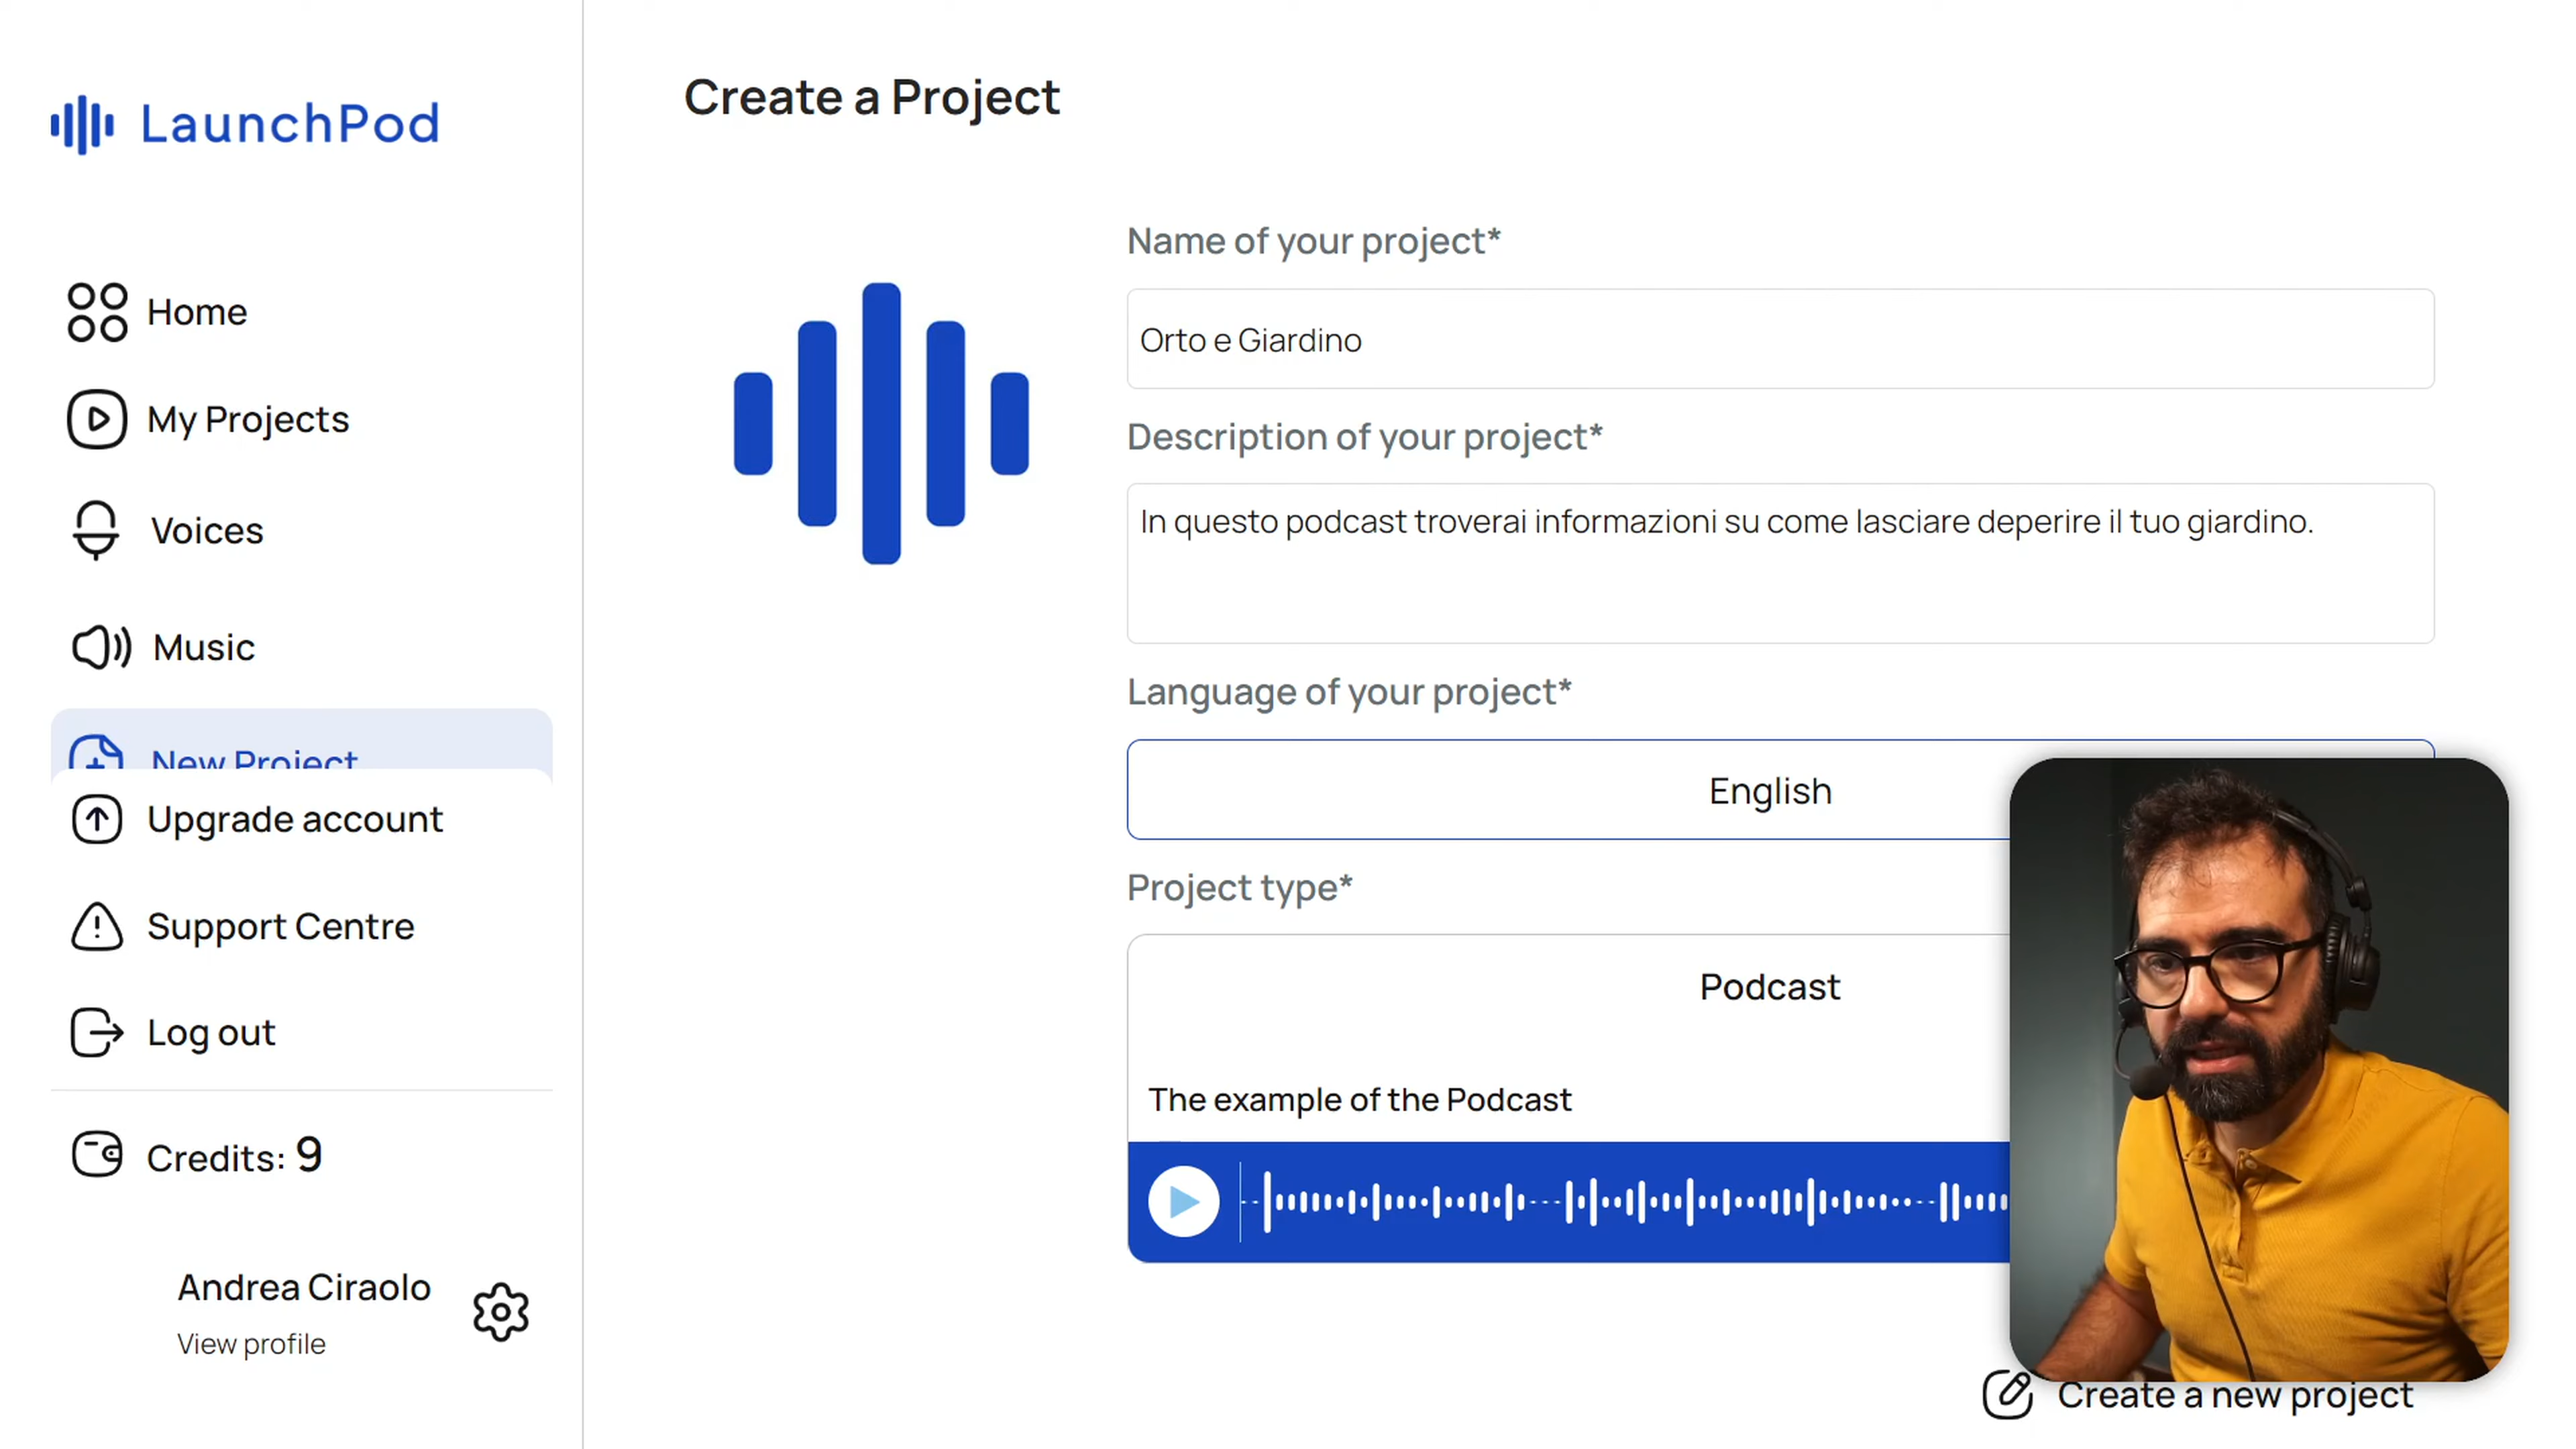 LaunchPod
Home
My Projects
Voices
Music
New Project
Upgrade account
Support Centre
Log out
Credits: 9
Andrea Ciraolo
View profile
Create a Project
Name of your project*
Orto e Giardino
Description of your project*
In questo podcast troverai informazioni su come lasciare deperire il tuo giardino.
Language of your project*
English
Project type*
Podcast
The example of the Podcast
Create a new project